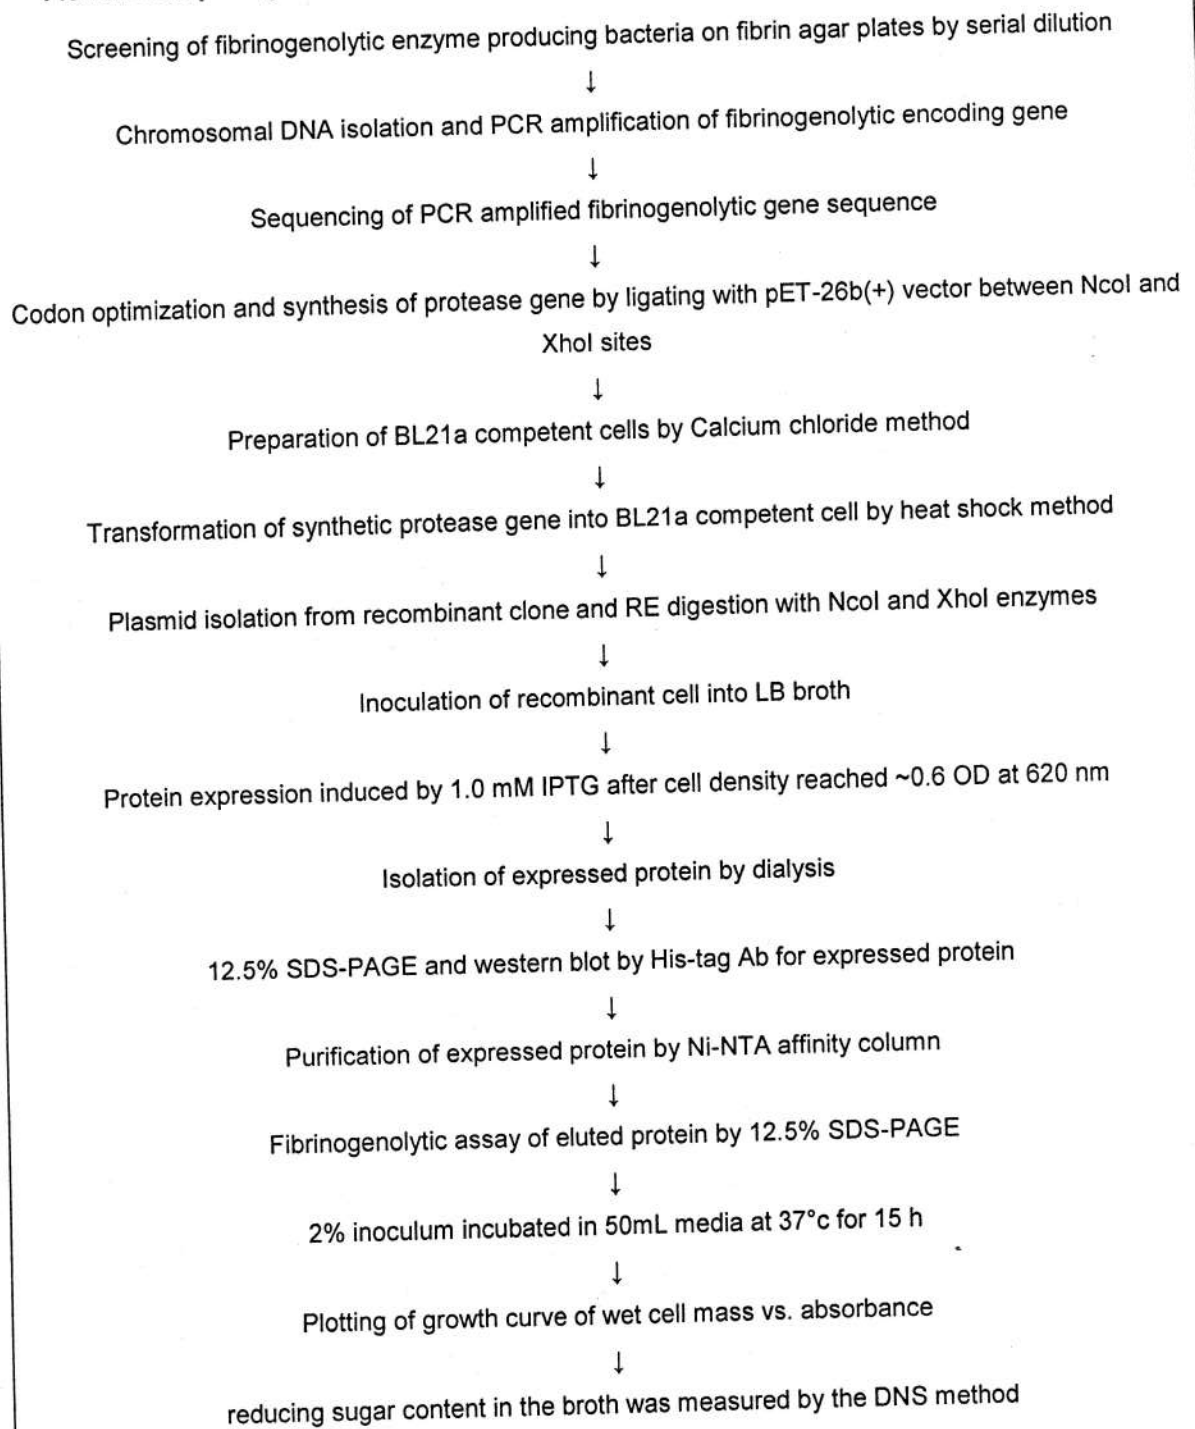 Screening of fibrinogenolytic enzyme producing bacteria on fibrin agar plates by serial dilution
↓
Chromosomal DNA isolation and PCR amplification of fibrinogenolytic encoding gene
↓
Sequencing of PCR amplified fibrinogenolytic gene sequence
↓
Codon optimization and synthesis of protease gene by ligating with pET-26b(+) vector between NcoI and
XhoI sites
↓
Preparation of BL21a competent cells by Calcium chloride method
↓
Transformation of synthetic protease gene into BL21a competent cell by heat shock method
↓
Plasmid isolation from recombinant clone and RE digestion with NcoI and XhoI enzymes
↓
Inoculation of recombinant cell into LB broth
↓
Protein expression induced by 1.0 mM IPTG after cell density reached ~0.6 OD at 620 nm
↓
Isolation of expressed protein by dialysis
↓
12.5% SDS-PAGE and western blot by His-tag Ab for expressed protein
↓
Purification of expressed protein by Ni-NTA affinity column
↓
Fibrinogenolytic assay of eluted protein by 12.5% SDS-PAGE
↓
2% inoculum incubated in 50mL media at 37°c for 15 h
↓
Plotting of growth curve of wet cell mass vs. absorbance
↓
reducing sugar content in the broth was measured by the DNS method